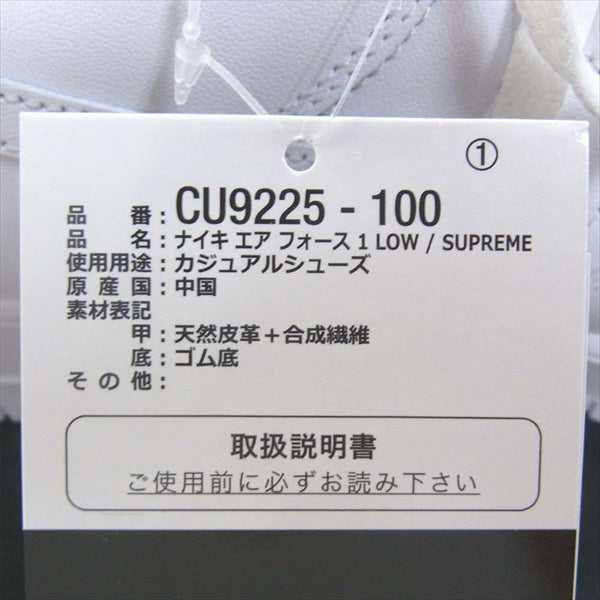 ①
品番：CU9225 - 100
品名：ナイキ エア フォース 1 LOW / SUPREME
使用用途：カジュアルシューズ
原産国：中国
素材表記
甲：天然皮革＋合成繊維
底：ゴム底
その他：
取扱説明書
ご使用前に必ずお読み下さい